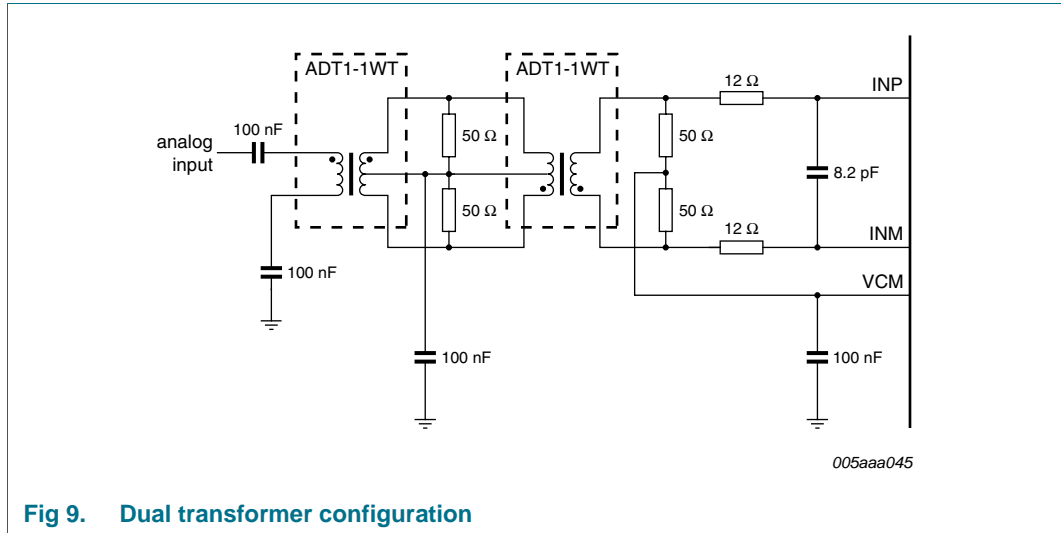 ADT1-1WT
ADT1-1WT
12 Ω
INP
100 nF
analog
input
50 Ω
50 Ω
8.2 pF
50 Ω
50 Ω
12 Ω
INM
100 nF
VCM
100 nF
100 nF
005aaa045
Fig 9. Dual transformer configuration